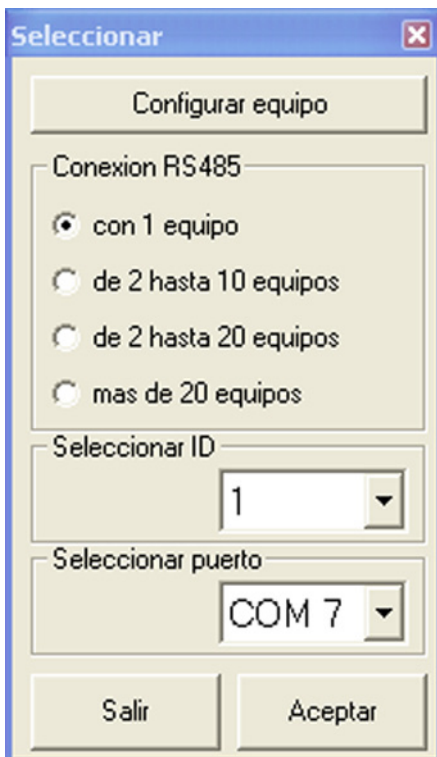 Seleccionar
Configurar equipo
Conexion RS485
con 1 equipo
de 2 hasta 10 equipos
de 2 hasta 20 equipos
mas de 20 equipos
Seleccionar ID
1
Seleccionar puerto
COM 7
Salir Aceptar